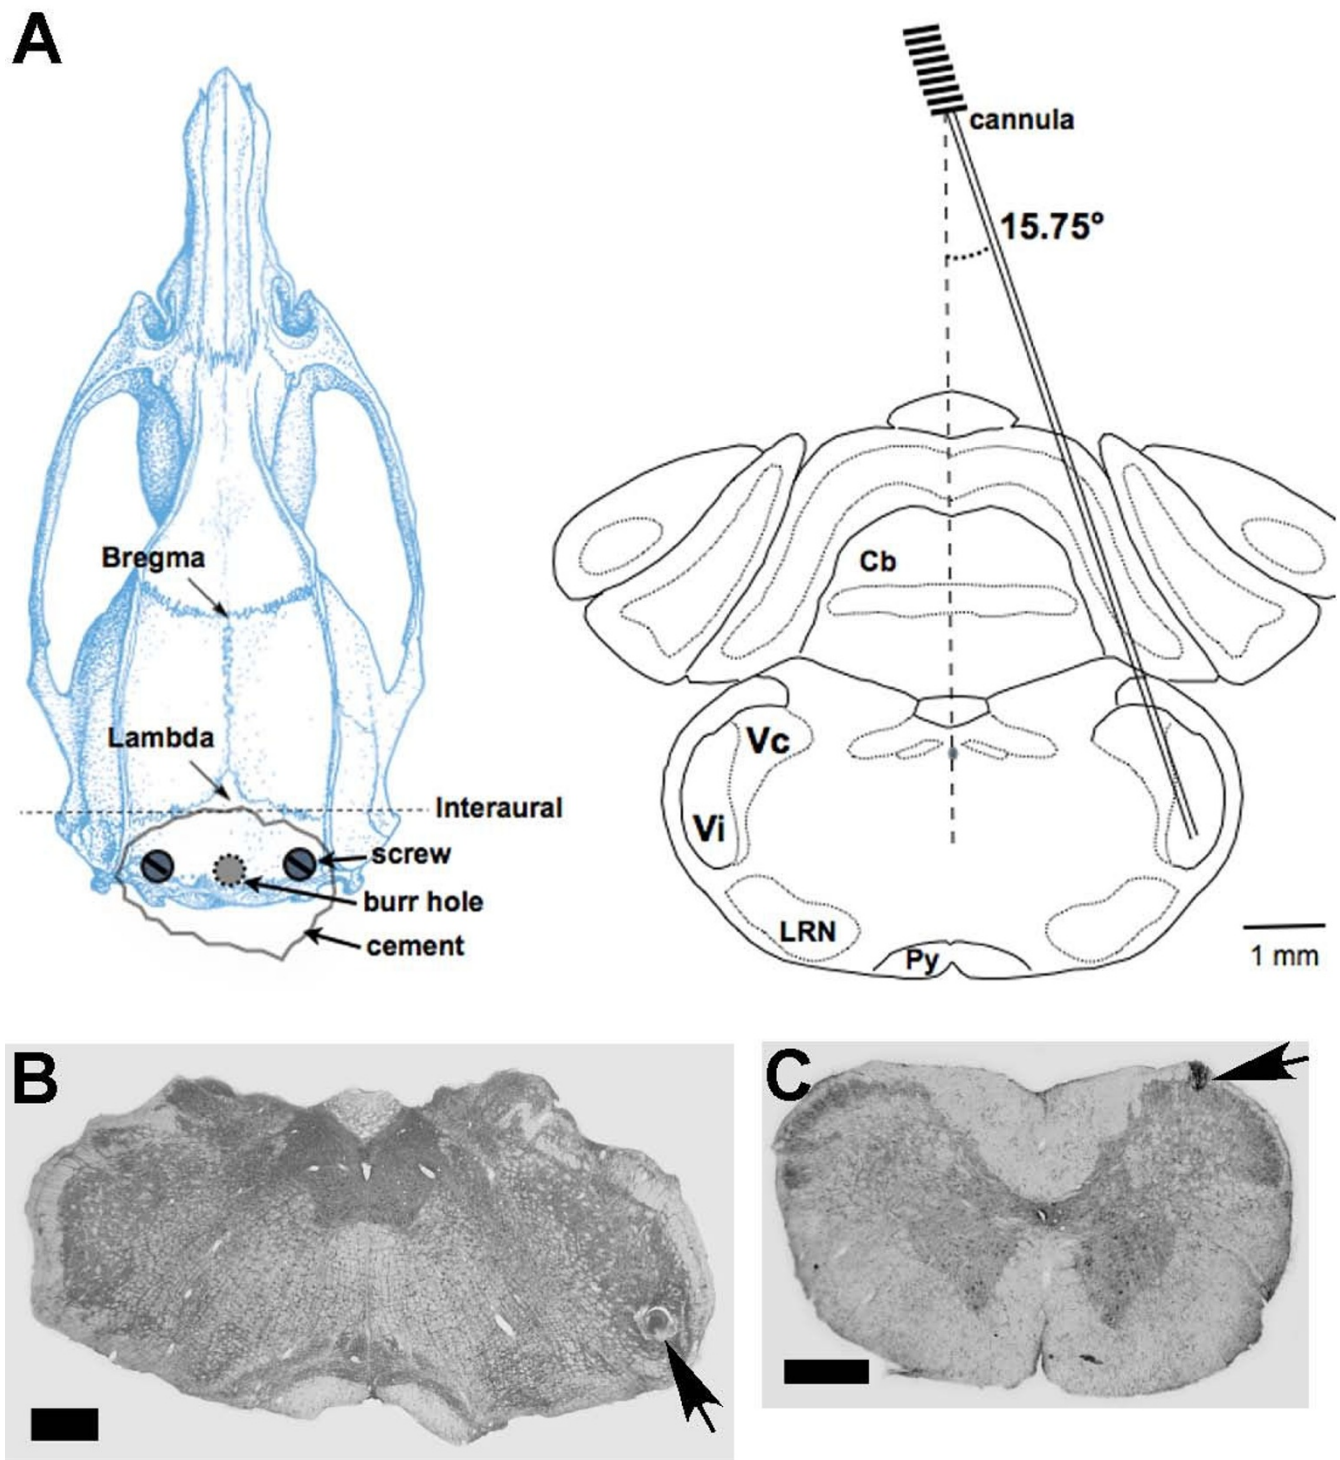 A
cannula
15.75°
Bregma
Cb
Lambda
Vc
Interaural
Vi
screw
burr hole
LRN
cement
Py
1 mm
B
C